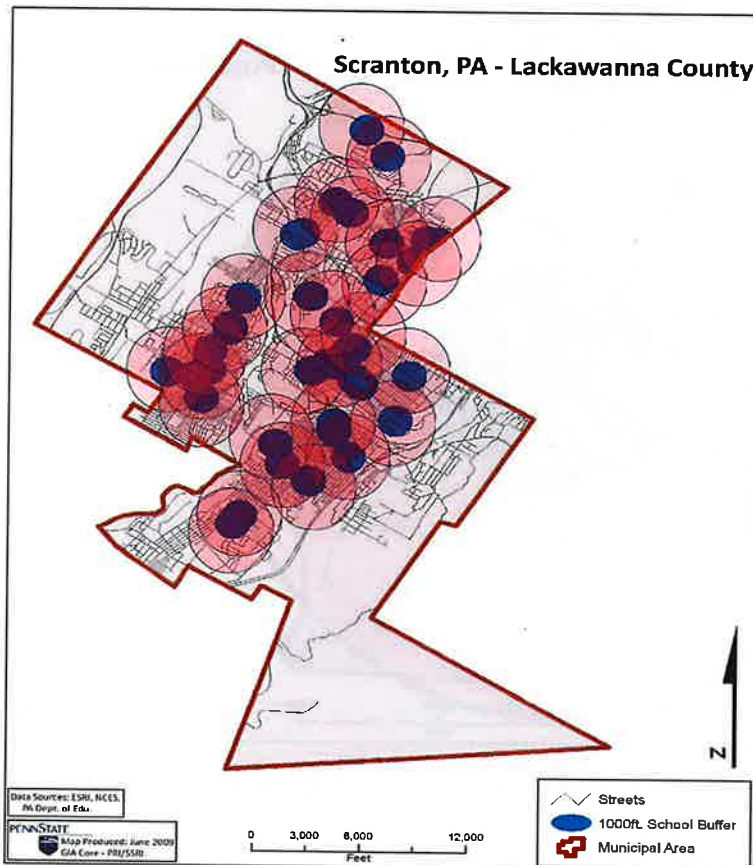 Scranton, PA - Lackawanna County
Data Sources: ESRI, NCES,
PA Dept. of Edu.
PENNSTATE
Map Produced: June 2009
GIA Core - PRI/SSRI
0 3,000 6,000 12,000
Feet
N
Streets
1000ft. School Buffer
Municipal Area